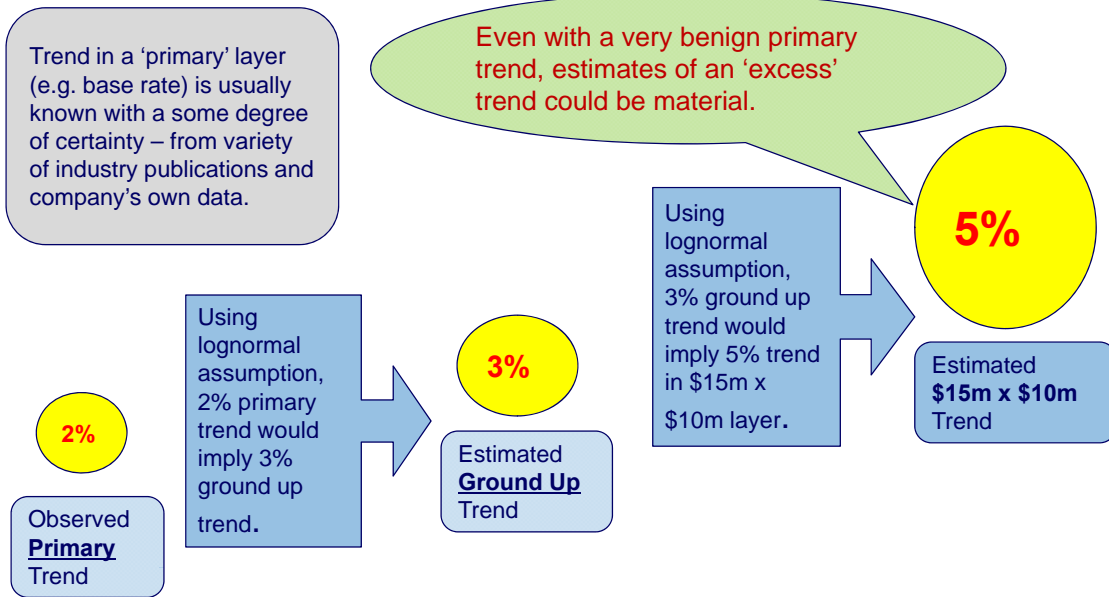 Trend in a ‘primary’ layer
(e.g. base rate) is usually
known with a some degree
of certainty – from variety
of industry publications and
company’s own data.
Even with a very benign primary
trend, estimates of an ‘excess’
trend could be material.
2%
Observed
Primary
Trend
Using
lognormal
assumption,
2% primary
trend would
imply 3%
ground up
trend.
3%
Estimated
Ground Up
Trend
Using
lognormal
assumption,
3% ground up
trend would
imply 5% trend
in $15m x
$10m layer.
5%
Estimated
$15m x $10m
Trend